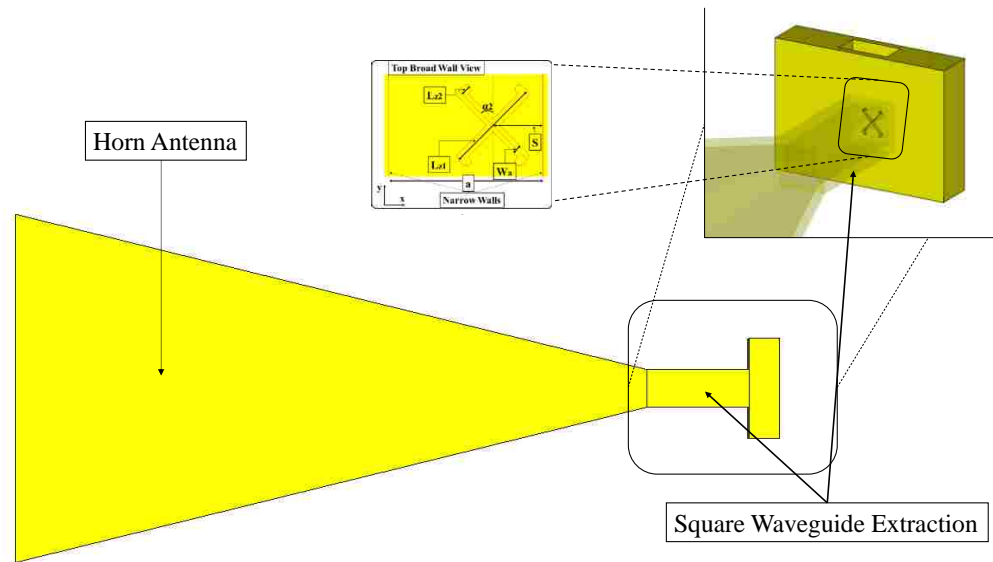 Top Broad Wall View
Lz2
α2
Horn Antenna
S
Lz1
Wa
a
y
x
Narrow Walls
Square Waveguide Extraction